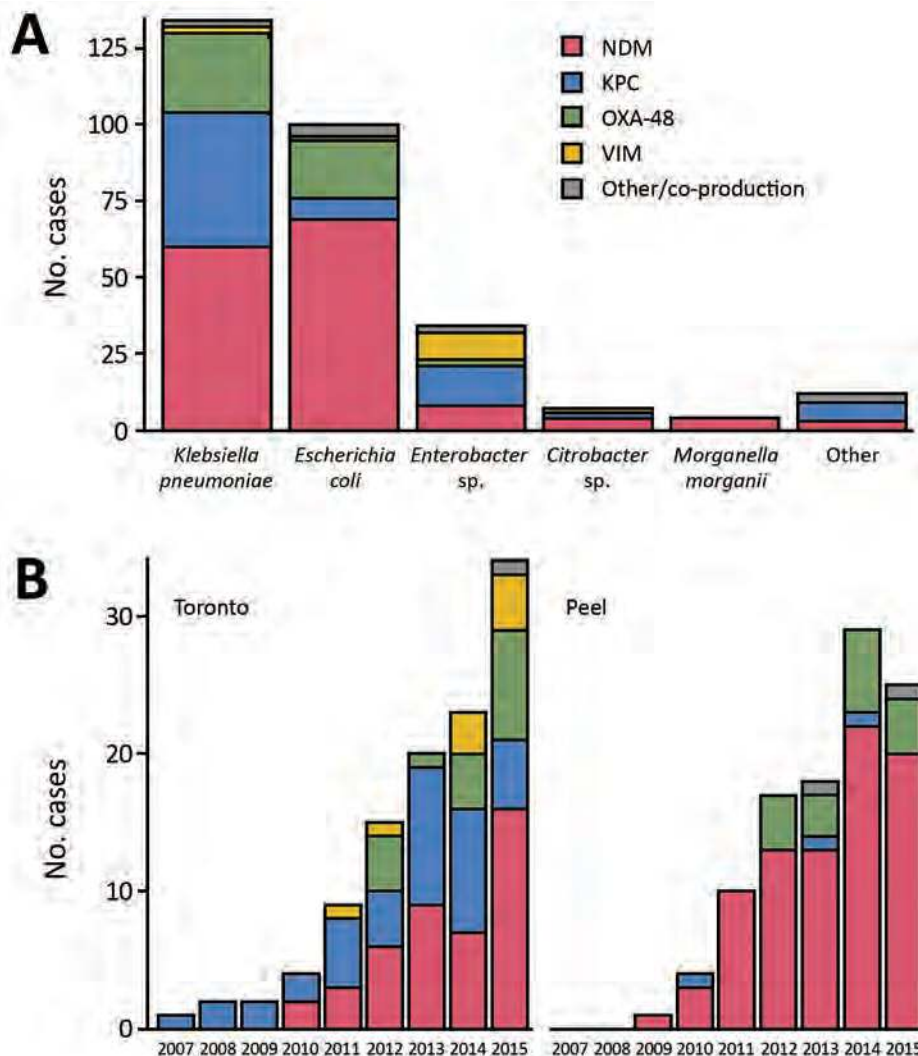 A
No. cases
125
100
75
50
25
0
NDM
KPC
OXA-48
VIM
Other/co-production
Klebsiella pneumoniae
Escherichia coli
Enterobacter sp.
Citrobacter sp.
Morganella morganii
Other
B
No. cases
30
20
10
0
Toronto
Peel
2007 2008 2009 2010 2011 2012 2013 2014 2015
2007 2008 2009 2010 2011 2012 2013 2014 2015